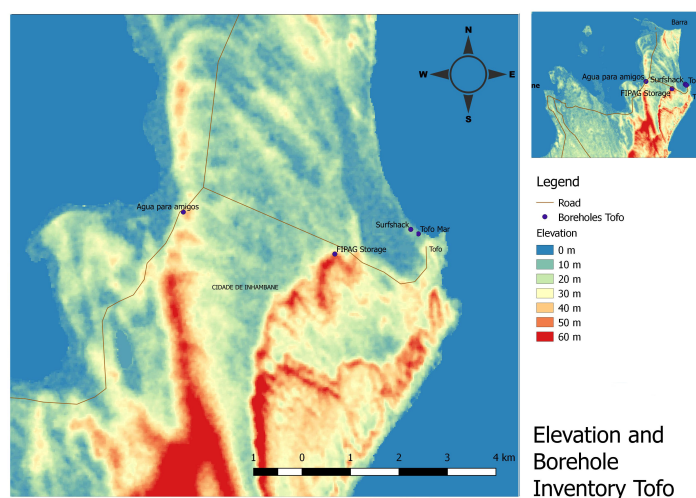 N
W
E
S
Agua para amigos
Surfshack
Tofo Mar
Tofo
FIPAG Storage
CIDADE DE INHAMBANE
1 0 1 2 3 4 km
Barra
Agua para amigos
Surfshack
To
FIPAG Storage
T
ne
Legend
Road
Boreholes Tofo
Elevation
0 m
10 m
20 m
30 m
40 m
50 m
60 m
Elevation and
Borehole
Inventory Tofo